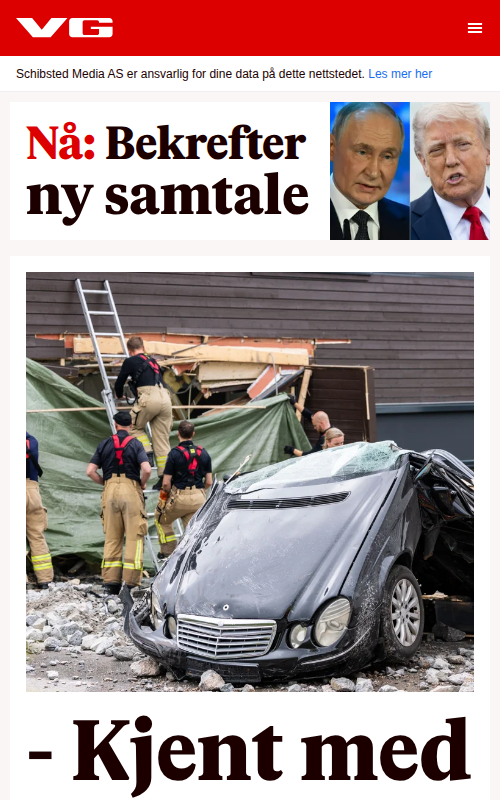 VG
Schibsted Media AS er ansvarlig for dine data på dette nettstedet. Les mer her
Nå: Bekrefter
ny samtale
- Kjent med